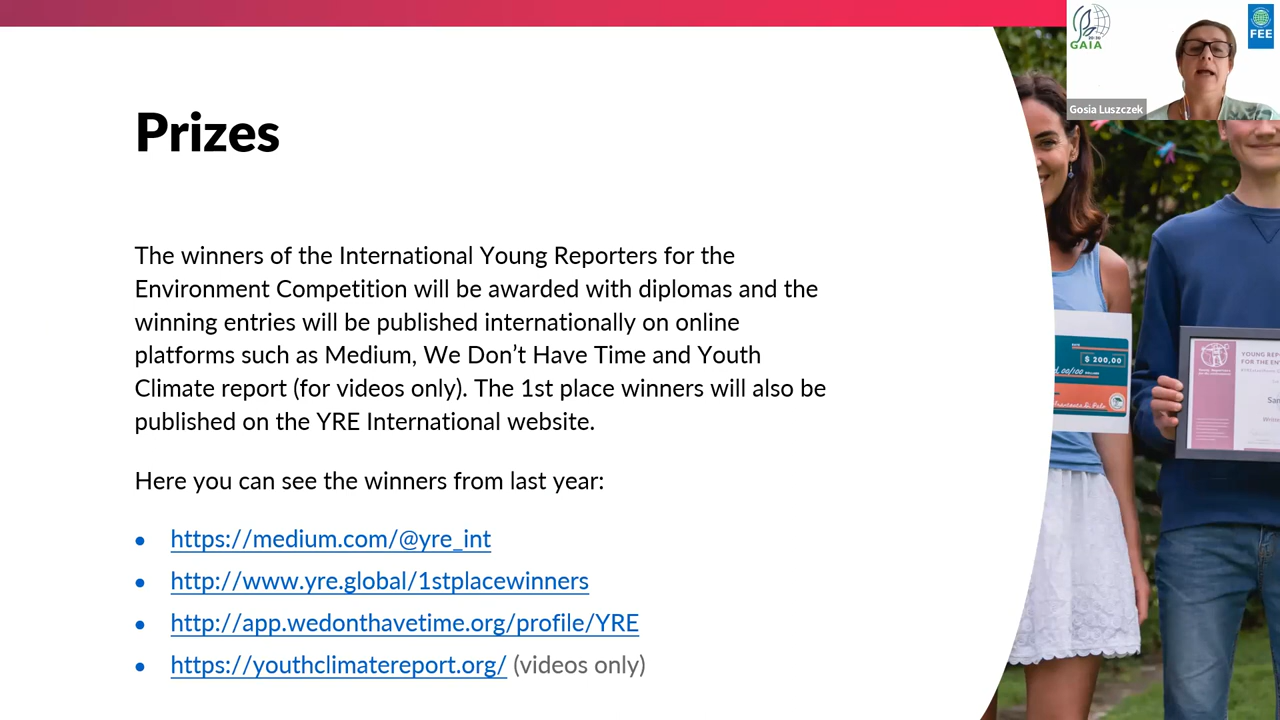 Prizes
The winners of the International Young Reporters for the
Environment Competition will be awarded with diplomas and the
winning entries will be published internationally on online
platforms such as Medium, We Don’t Have Time and Youth
Climate report (for videos only). The 1st place winners will also be
published on the YRE International website.
Here you can see the winners from last year:
https://medium.com/@yre_int
http://www.yre.global/1stplacewinners
http://app.wedonthavetime.org/profile/YRE
https://youthclimatereport.org/ (videos only)
GAIA
FEE
Gosia Luszczek
$ 200,00
00/100
YOUNG REP
FOR THE EN